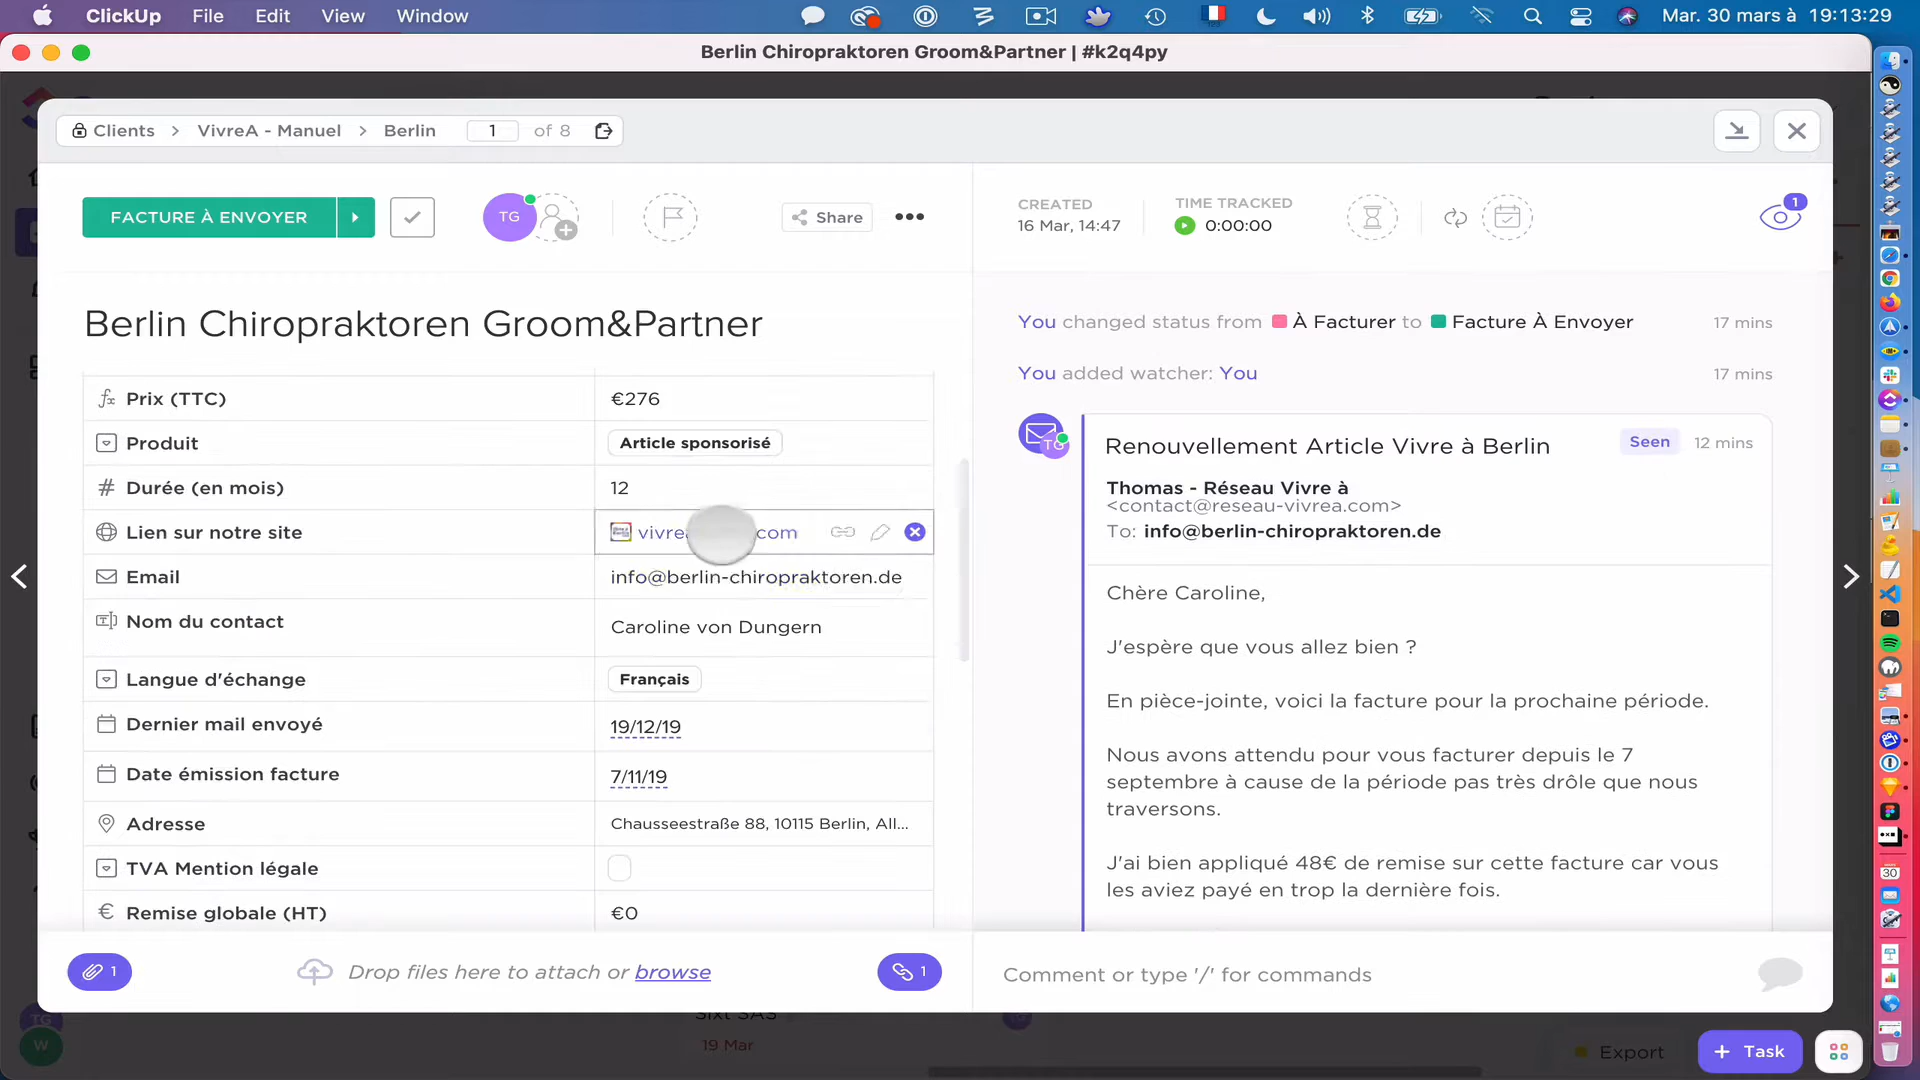 ClickUp File Edit View Window
Mar. 30 mars à 19:13:29
Berlin Chiropraktoren Groom&Partner | #k2q4py
Clients > VivreA - Manuel > Berlin 1 of 8
FACTURE À ENVOYER
TG
Share
CREATED
16 Mar, 14:47
TIME TRACKED
0:00:00
1
Berlin Chiropraktoren Groom&Partner
Prix (TTC) €276
Produit Article sponsorisé
Durée (en mois) 12
Lien sur notre site
Email info@berlin-chiropraktoren.de
Nom du contact Caroline von Dungern
Langue d'échange Français
Dernier mail envoyé 19/12/19
Date émission facture 7/11/19
Adresse Chausseestraße 88, 10115 Berlin, All...
TVA Mention légale
Remise globale (HT) €0
1
Drop files here to attach or browse
1
You changed status from À Facturer to Facture À Envoyer 17 mins
You added watcher: You 17 mins
TG
Renouvellement Article Vivre à Berlin Seen 12 mins
Thomas - Réseau Vivre à
<contact@reseau-vivrea.com>
To: info@berlin-chiropraktoren.de
Chère Caroline,
J'espère que vous allez bien ?
En pièce-jointe, voici la facture pour la prochaine période.
Nous avons attendu pour vous facturer depuis le 7
septembre à cause de la période pas très drôle que nous
traversons.
J'ai bien appliqué 48€ de remise sur cette facture car vous
les aviez payé en trop la dernière fois.
Comment or type '/' for commands
TG
W
Sixt SAS
19 Mar
Export
+ Task
30